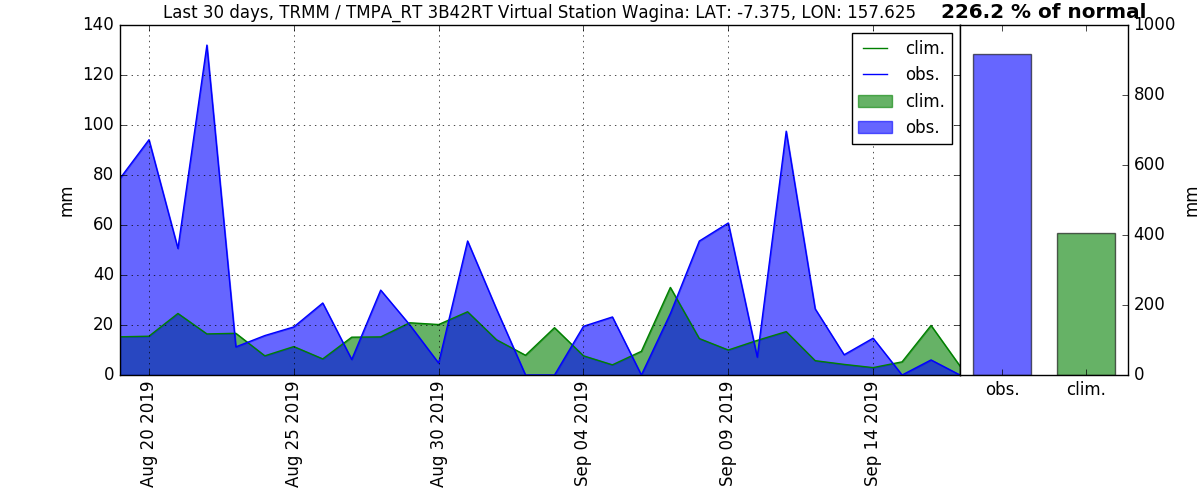 Last 30 days, TRMM / TMPA_RT 3B42RT Virtual Station Wagina: LAT: -7.375, LON: 157.625
226.2 % of normal
140
120
100
80
60
40
20
0
mm
clim.
obs.
clim.
obs.
Aug 20 2019
Aug 25 2019
Aug 30 2019
Sep 04 2019
Sep 09 2019
Sep 14 2019
1000
800
600
400
200
0
mm
obs.
clim.